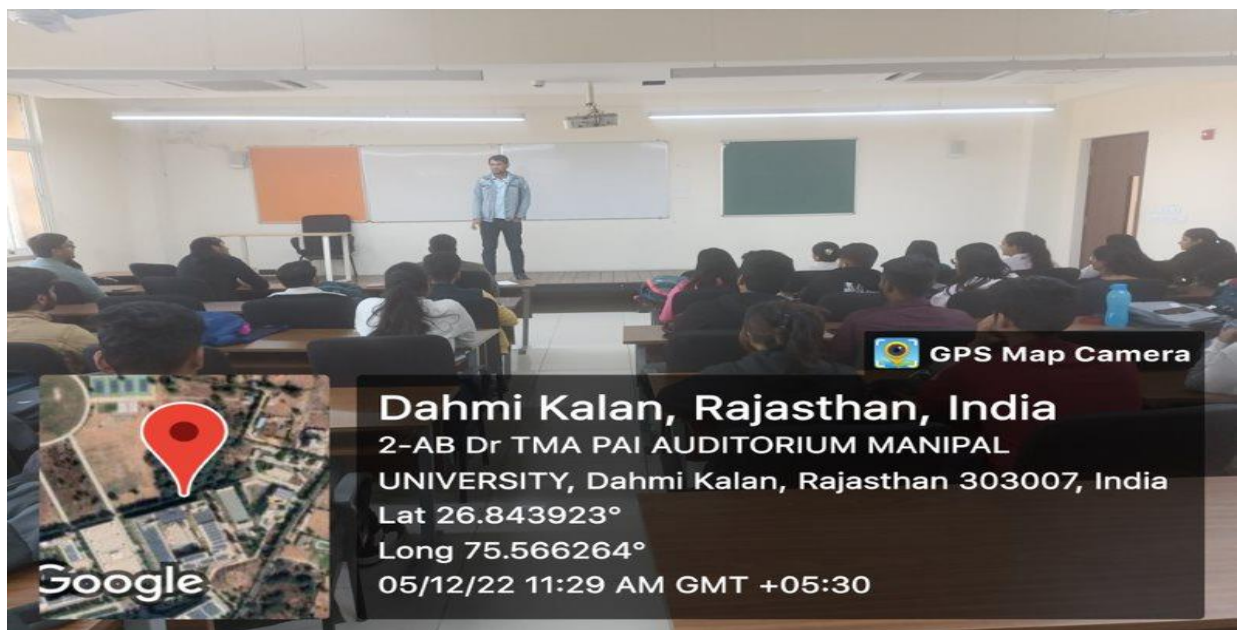 GPS Map Camera
Dahmi Kalan, Rajasthan, India
2-AB Dr TMA PAI AUDITORIUM MANIPAL
UNIVERSITY, Dahmi Kalan, Rajasthan 303007, India
Lat 26.843923°
Long 75.566264°
05/12/22 11:29 AM GMT +05:30
Google